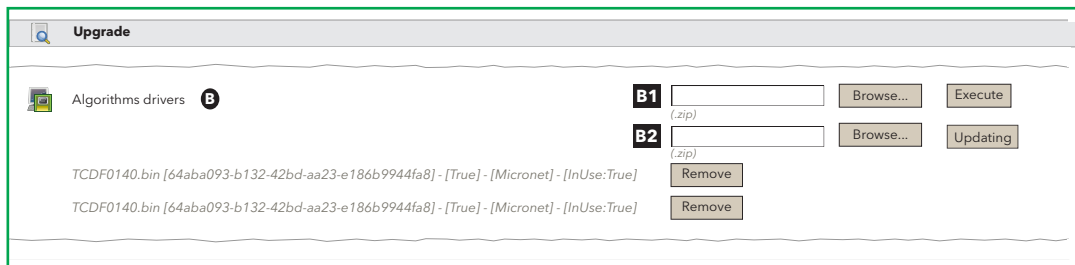 Upgrade
Algorithms drivers B B1 Browse... Execute
(.zip)
B2 Browse... Updating
(.zip)
TCDF0140.bin [64aba093-b132-42bd-aa23-e186b9944fa8] - [True] - [Micronet] - [InUse:True] Remove
TCDF0140.bin [64aba093-b132-42bd-aa23-e186b9944fa8] - [True] - [Micronet] - [InUse:True] Remove